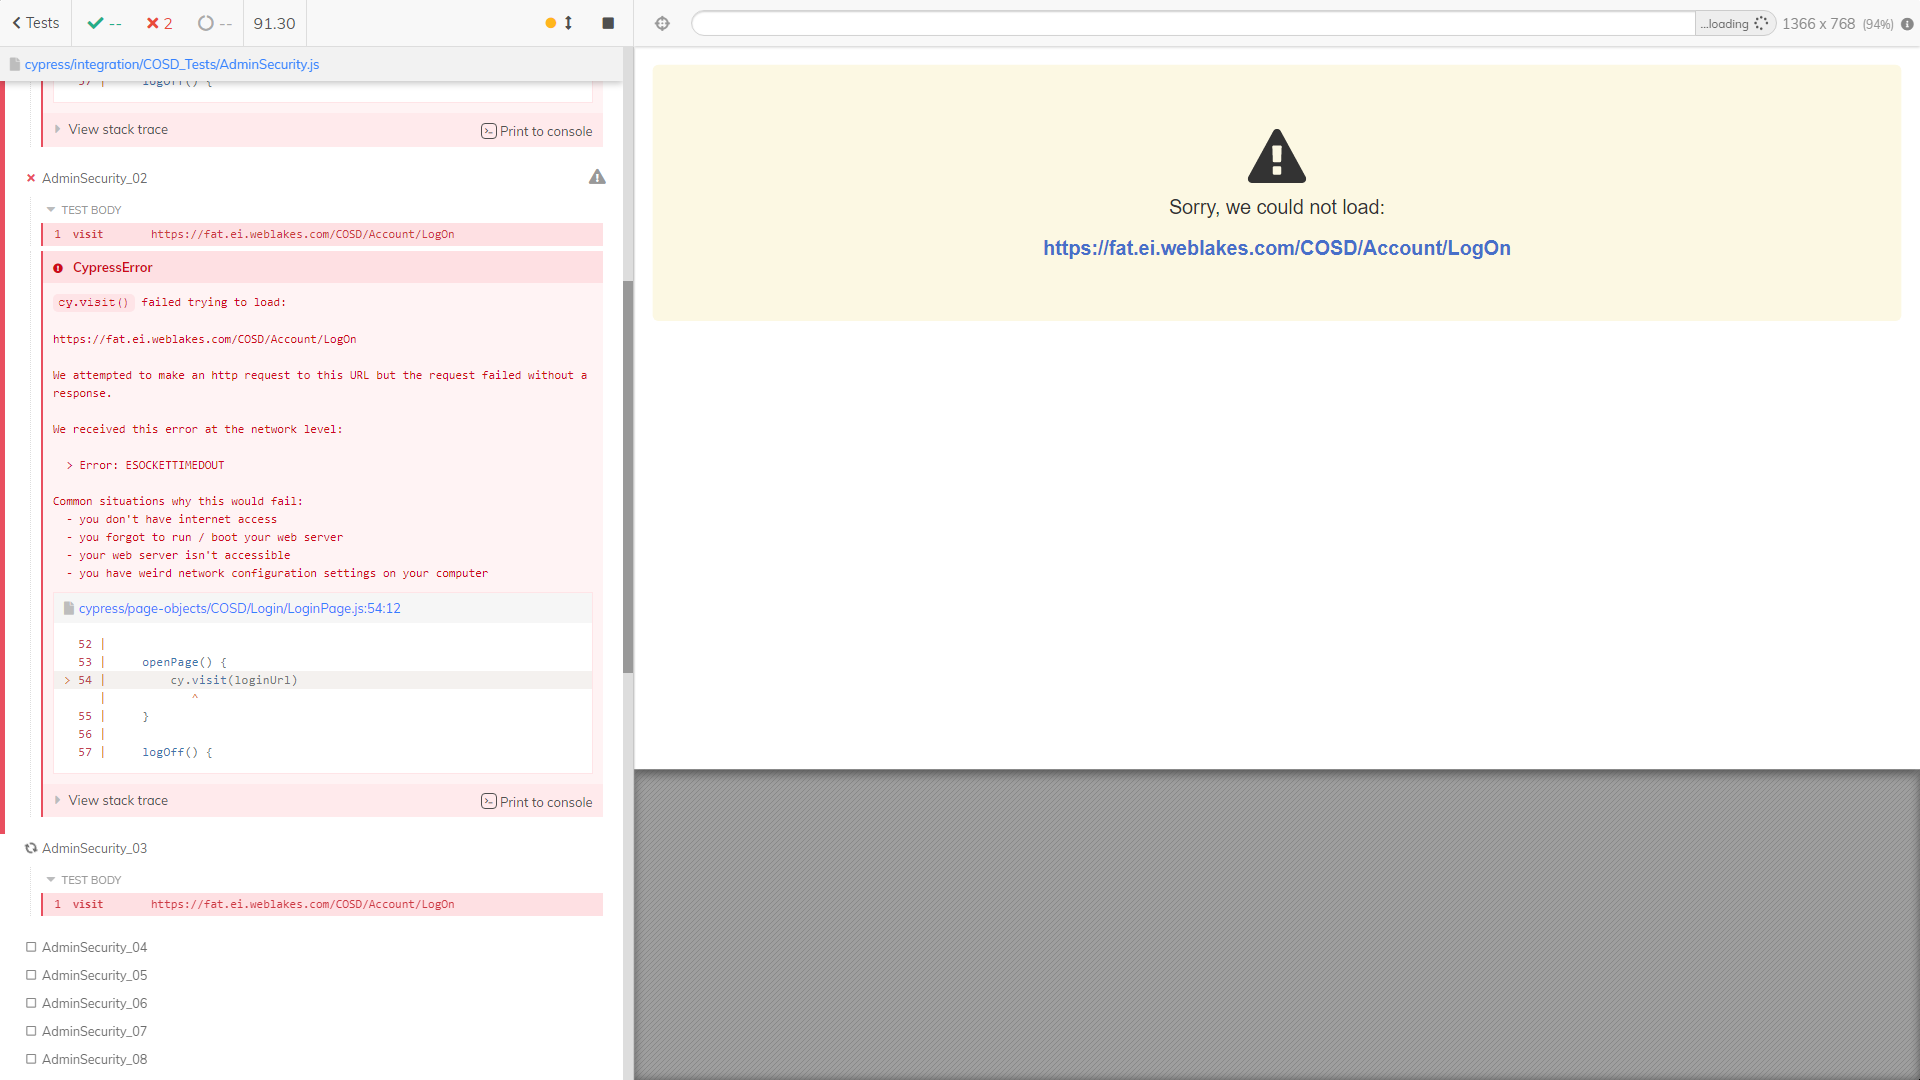 Tests
--
2
--
91.30
...loading
1366 x 768 (94%)
cypress/integration/COSD_Tests/AdminSecurity.js
57 | logOff() {
View stack trace
Print to console
AdminSecurity_02
TEST BODY
1 visit https://fat.ei.weblakes.com/COSD/Account/LogOn
CypressError
cy.visit() failed trying to load:
https://fat.ei.weblakes.com/COSD/Account/LogOn
We attempted to make an http request to this URL but the request failed without a
response.
We received this error at the network level:
> Error: ESOCKETTIMEDOUT
Common situations why this would fail:
- you don't have internet access
- you forgot to run / boot your web server
- your web server isn't accessible
- you have weird network configuration settings on your computer
cypress/page-objects/COSD/Login/LoginPage.js:54:12
52 |
53 | openPage() {
> 54 | cy.visit(loginUrl)
| ^
55 | }
56 |
57 | logOff() {
View stack trace
Print to console
AdminSecurity_03
TEST BODY
1 visit https://fat.ei.weblakes.com/COSD/Account/LogOn
AdminSecurity_04
AdminSecurity_05
AdminSecurity_06
AdminSecurity_07
AdminSecurity_08
Sorry, we could not load:
https://fat.ei.weblakes.com/COSD/Account/LogOn